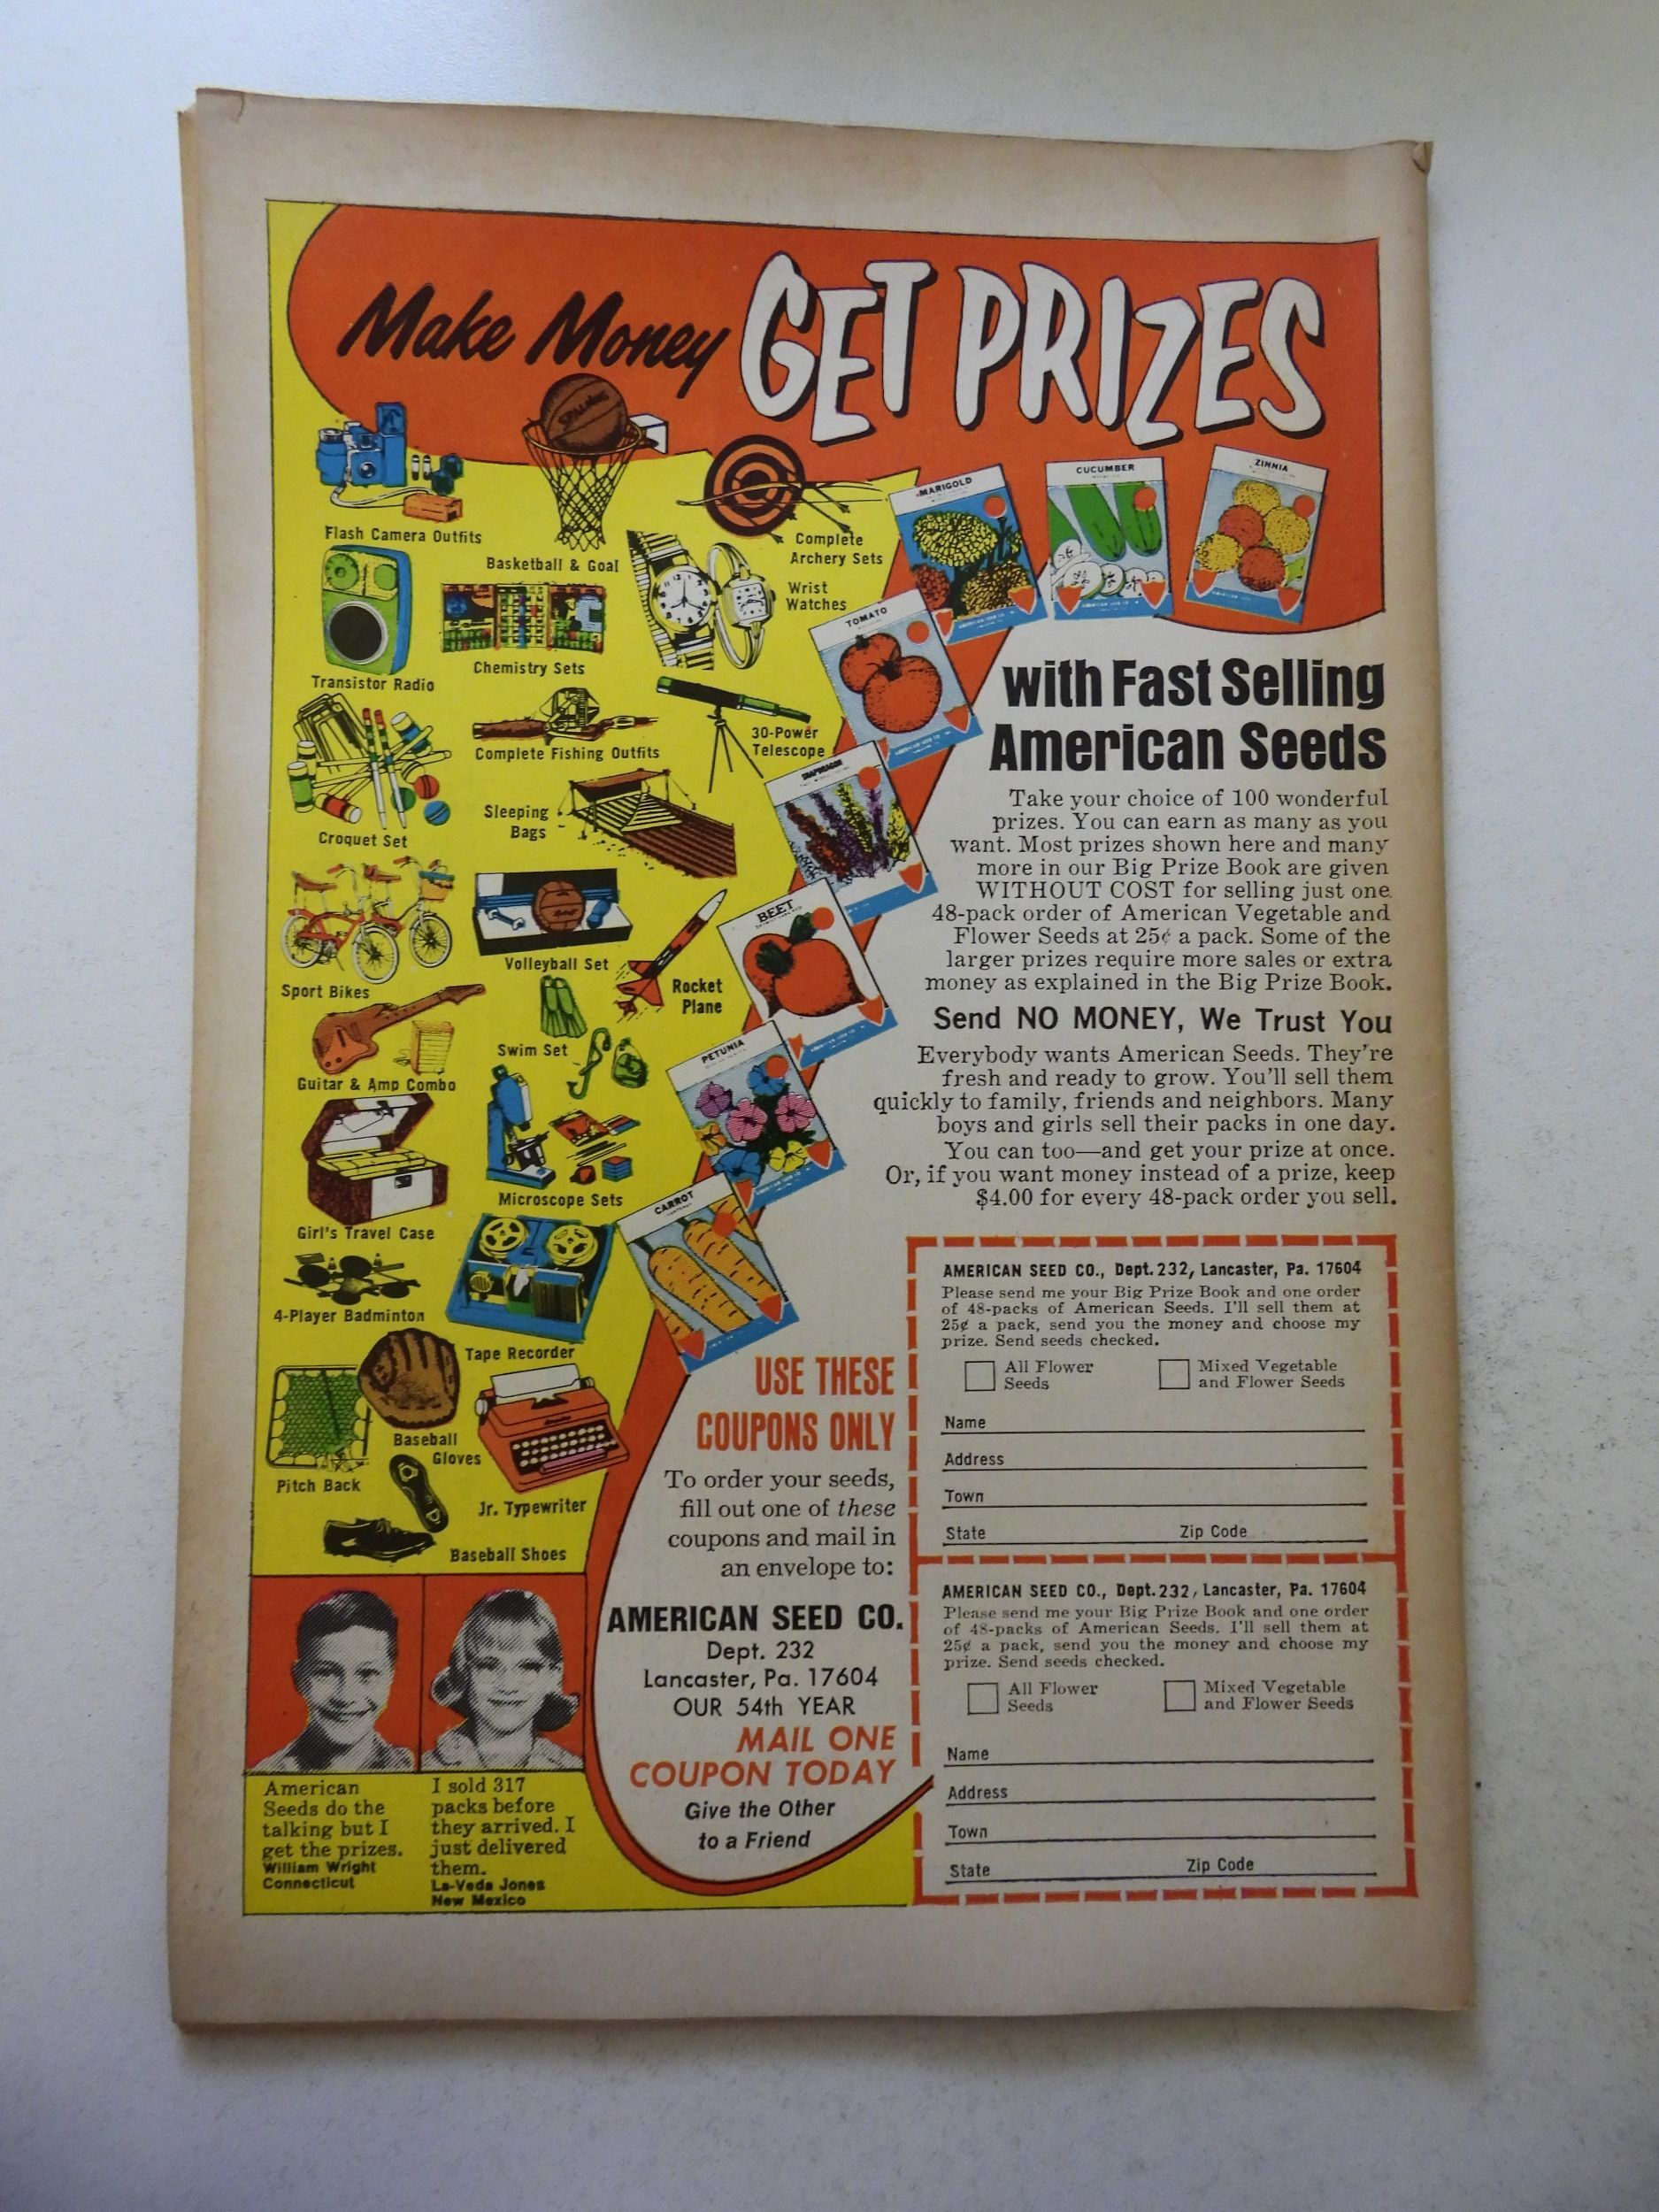 Make Money GET PRIZES
SPALDING
Flash Camera Outfits
Basketball & Goal
Complete
Archery Sets
Wrist
Watches
Transistor Radio
Chemistry Sets
Complete Fishing Outfits
30-Power
Telescope
Croquet Set
Sleeping
Bags
Sport Bikes
Volleyball Set
Rocket
Plane
Guitar & Amp Combo
Swim Set
Girl's Travel Case
Microscope Sets
4-Player Badminton
Tape Recorder
Pitch Back
Baseball
Gloves
Jr. Typewriter
Baseball Shoes
MARIGOLD
CUCUMBER
ZINNIA
TOMATO
SNAPDRAGON
BEET
PETUNIA
CARROT
with Fast Selling
American Seeds
Take your choice of 100 wonderful
prizes. You can earn as many as you
want. Most prizes shown here and many
more in our Big Prize Book are given
WITHOUT COST for selling just one
48-pack order of American Vegetable and
Flower Seeds at 25¢ a pack. Some of the
larger prizes require more sales or extra
money as explained in the Big Prize Book.
Send NO MONEY, We Trust You
Everybody wants American Seeds. They're
fresh and ready to grow. You'll sell them
quickly to family, friends and neighbors. Many
boys and girls sell their packs in one day.
You can too—and get your prize at once.
Or, if you want money instead of a prize, keep
$4.00 for every 48-pack order you sell.
USE THESE
COUPONS ONLY
To order your seeds,
fill out one of these
coupons and mail in
an envelope to:
AMERICAN SEED CO.
Dept. 232
Lancaster, Pa. 17604
OUR 54th YEAR
MAIL ONE
COUPON TODAY
Give the Other
to a Friend
AMERICAN SEED CO., Dept. 232, Lancaster, Pa. 17604
Please send me your Big Prize Book and one order
of 48-packs of American Seeds. I'll sell them at
25¢ a pack, send you the money and choose my
prize. Send seeds checked.
All Flower
Seeds
Mixed Vegetable
and Flower Seeds
Name
Address
Town
State Zip Code
AMERICAN SEED CO., Dept. 232, Lancaster, Pa. 17604
Please send me your Big Prize Book and one order
of 48-packs of American Seeds. I'll sell them at
25¢ a pack, send you the money and choose my
prize. Send seeds checked.
All Flower
Seeds
Mixed Vegetable
and Flower Seeds
Name
Address
Town
State Zip Code
American
Seeds do the
talking but I
get the prizes.
William Wright
Connecticut
I sold 317
packs before
they arrived. I
just delivered
them.
La-Veda Jones
New Mexico